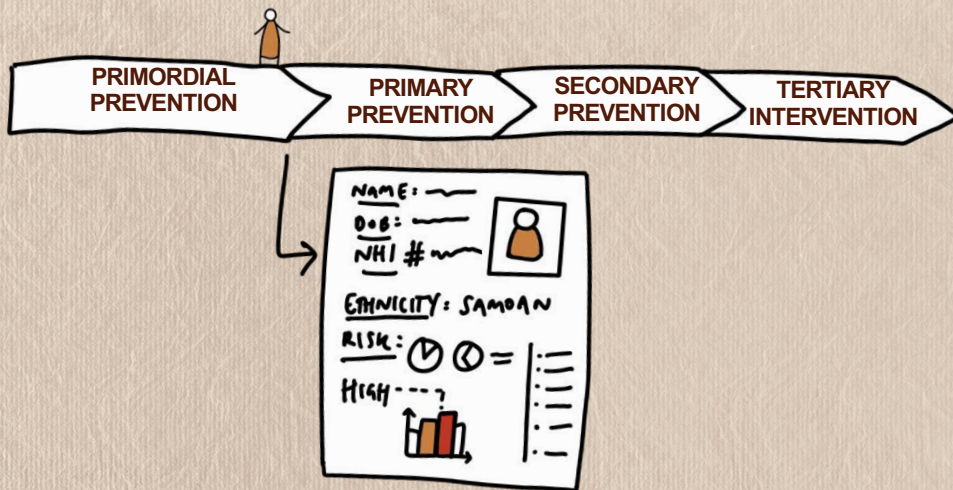 PRIMORDIAL
PREVENTION
PRIMARY
PREVENTION
SECONDARY
PREVENTION
TERTIARY
INTERVENTION
NAME:
DOB:
NHI #
ETHNICITY: SAMOAN
RISK: =
HIGH